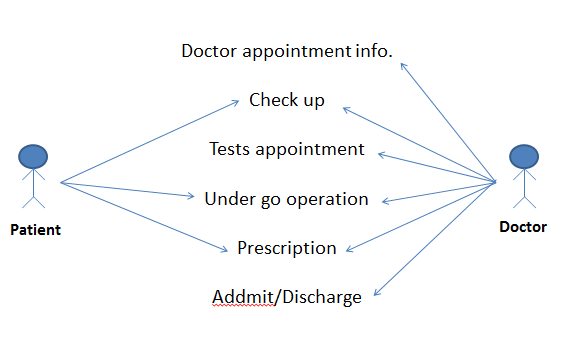 Doctor appointment info.
Check up
Tests appointment
Under go operation
Prescription
Addmit/Discharge
Patient
Doctor